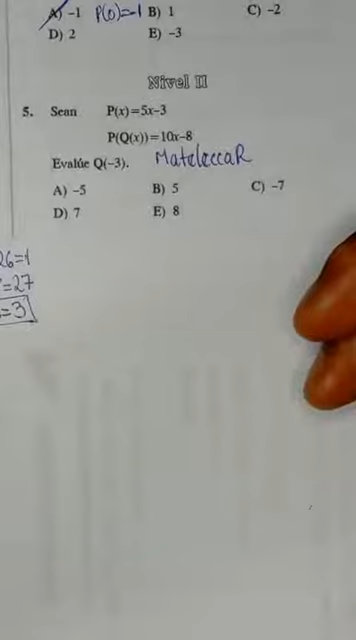 A) -1 P(0)=-1 B) 1 C) -2
D) 2 E) -3
Nivel II
5. Sean P(x)=5x-3
P(Q(x))=10x-8
Evalúe Q(-3). MateleccaR
A) -5 B) 5 C) -7
D) 7 E) 8
26=1
=27
=3